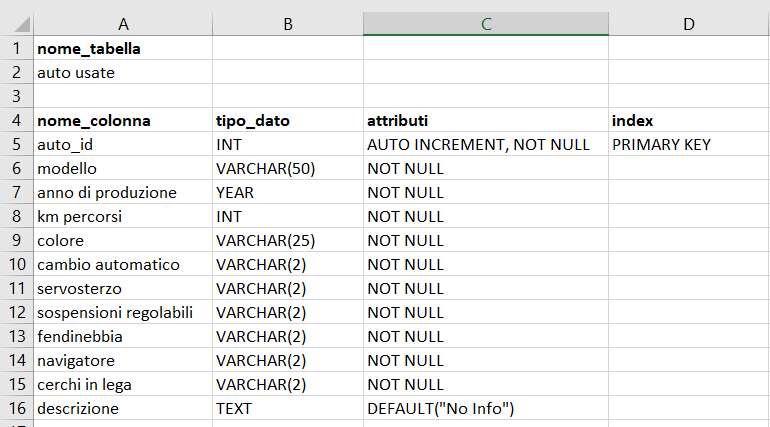 A B C D
1 nome_tabella
2 auto usate
3
4 nome_colonna tipo_dato attributi index
5 auto_id INT AUTO INCREMENT, NOT NULL PRIMARY KEY
6 modello VARCHAR(50) NOT NULL
7 anno di produzione YEAR NOT NULL
8 km percorsi INT NOT NULL
9 colore VARCHAR(25) NOT NULL
10 cambio automatico VARCHAR(2) NOT NULL
11 servosterzo VARCHAR(2) NOT NULL
12 sospensioni regolabili VARCHAR(2) NOT NULL
13 fendinebbia VARCHAR(2) NOT NULL
14 navigatore VARCHAR(2) NOT NULL
15 cerchi in lega VARCHAR(2) NOT NULL
16 descrizione TEXT DEFAULT("No Info")